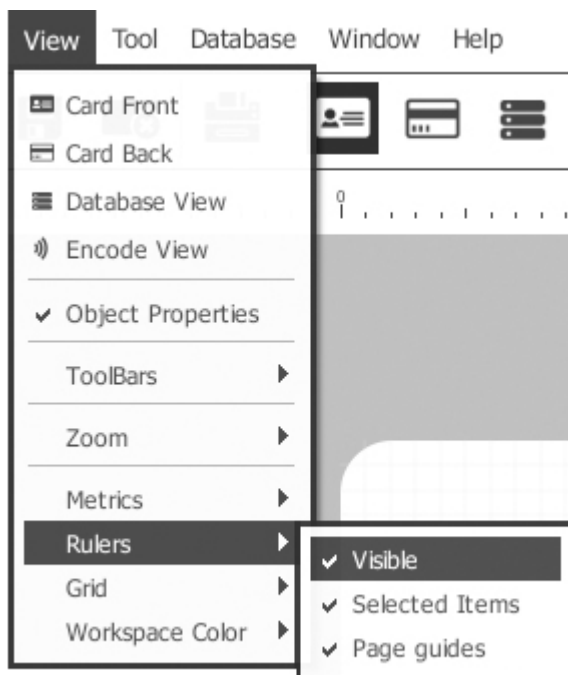 View Tool Database Window Help
Card Front
Card Back
Database View
Encode View
Object Properties
ToolBars
Zoom
Metrics
Rulers
Grid
Workspace Color
Visible
Selected Items
Page guides
0